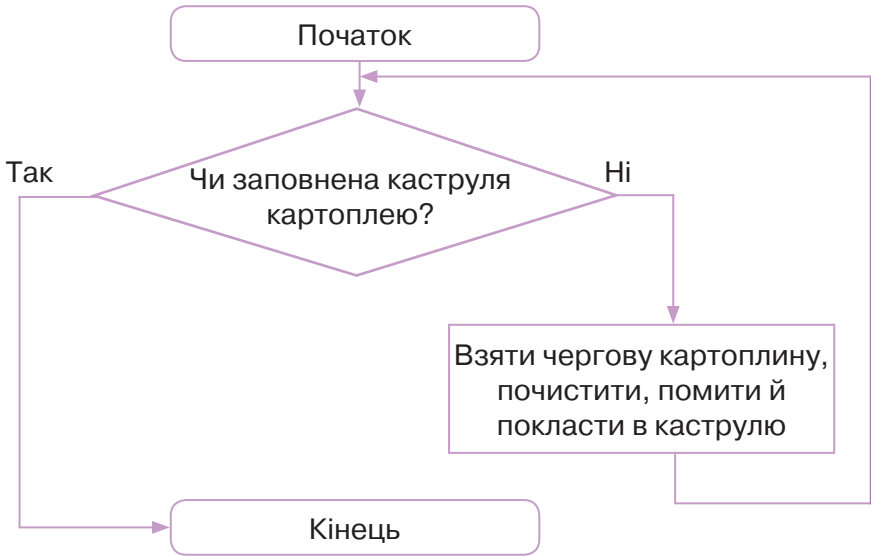 Початок
Так
Чи заповнена каструля
картоплею?
Ні
Взяти чергову картоплину,
почистити, помити й
покласти в каструлю
Кінець